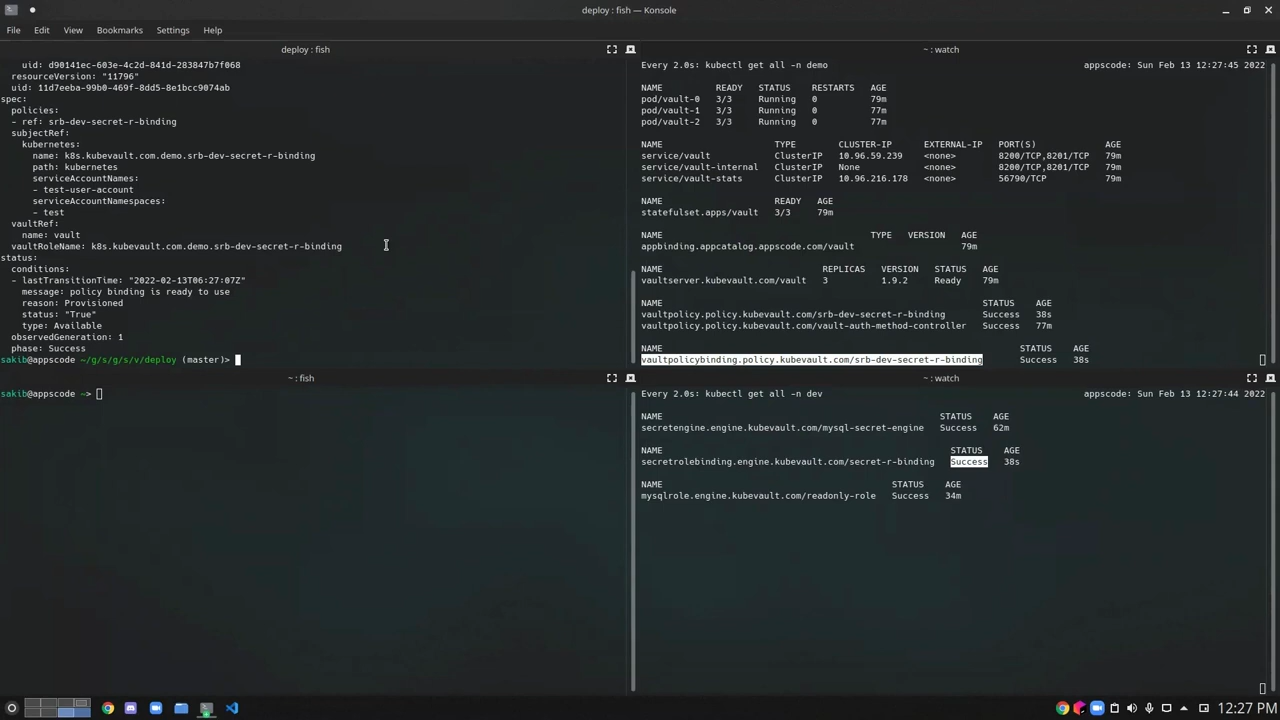 deploy : fish — Konsole
File Edit View Bookmarks Settings Help
deploy : fish
uid: d90141ec-603e-4c2d-841d-283847b7f068
resourceVersion: "11796"
uid: 11d7eeba-99b0-469f-8dd5-8e1bcc9074ab
spec:
policies:
- ref: srb-dev-secret-r-binding
subjectRef:
kubernetes:
name: k8s.kubevault.com.demo.srb-dev-secret-r-binding
path: kubernetes
serviceAccountNames:
- test-user-account
serviceAccountNamespaces:
- test
vaultRef:
name: vault
vaultRoleName: k8s.kubevault.com.demo.srb-dev-secret-r-binding
status:
conditions:
- lastTransitionTime: "2022-02-13T06:27:07Z"
message: policy binding is ready to use
reason: Provisioned
status: "True"
type: Available
observedGeneration: 1
phase: Success
sakib@appscode ~/g/s/g/s/v/deploy (master)>
~ : watch
Every 2.0s: kubectl get all -n demo appscode: Sun Feb 13 12:27:45 2022
NAME READY STATUS RESTARTS AGE
pod/vault-0 3/3 Running 0 79m
pod/vault-1 3/3 Running 0 77m
pod/vault-2 3/3 Running 0 77m
NAME TYPE CLUSTER-IP EXTERNAL-IP PORT(S) AGE
service/vault ClusterIP 10.96.59.239 <none> 8200/TCP,8201/TCP 79m
service/vault-internal ClusterIP None <none> 8200/TCP,8201/TCP 79m
service/vault-stats ClusterIP 10.96.216.178 <none> 56790/TCP 79m
NAME READY AGE
statefulset.apps/vault 3/3 79m
NAME TYPE VERSION AGE
appbinding.appcatalog.appscode.com/vault 79m
NAME REPLICAS VERSION STATUS AGE
vaultserver.kubevault.com/vault 3 1.9.2 Ready 79m
NAME STATUS AGE
vaultpolicy.policy.kubevault.com/srb-dev-secret-r-binding Success 38s
vaultpolicy.policy.kubevault.com/vault-auth-method-controller Success 77m
NAME STATUS AGE
vaultpolicybinding.policy.kubevault.com/srb-dev-secret-r-binding Success 38s
~ : fish
sakib@appscode ~>
~ : watch
Every 2.0s: kubectl get all -n dev appscode: Sun Feb 13 12:27:44 2022
NAME STATUS AGE
secretengine.engine.kubevault.com/mysql-secret-engine Success 62m
NAME STATUS AGE
secretrolebinding.engine.kubevault.com/secret-r-binding Success 38s
NAME STATUS AGE
mysqlrole.engine.kubevault.com/readonly-role Success 34m
12:27 PM